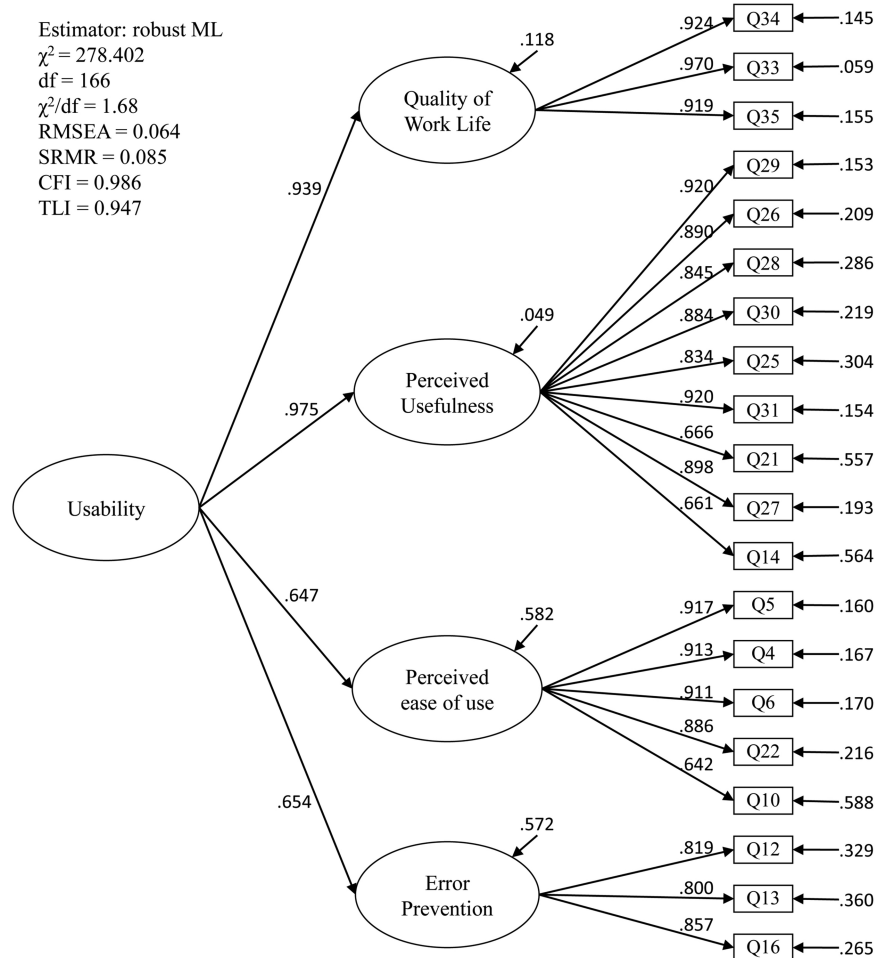 Estimator: robust ML
χ² = 278.402
df = 166
χ²/df = 1.68
RMSEA = 0.064
SRMR = 0.085
CFI = 0.986
TLI = 0.947
Usability
.939
.975
.647
.654
.118
Quality of
Work Life
.924
Q34
.145
.970
Q33
.059
.919
Q35
.155
.049
Perceived
Usefulness
.920
Q29
.153
.890
Q26
.209
.845
Q28
.286
.884
Q30
.219
.834
Q25
.304
.920
Q31
.154
.666
Q21
.557
.898
Q27
.193
.661
Q14
.564
.582
Perceived
ease of use
.917
Q5
.160
.913
Q4
.167
.911
Q6
.170
.886
Q22
.216
.642
Q10
.588
.572
Error
Prevention
.819
Q12
.329
.800
Q13
.360
.857
Q16
.265